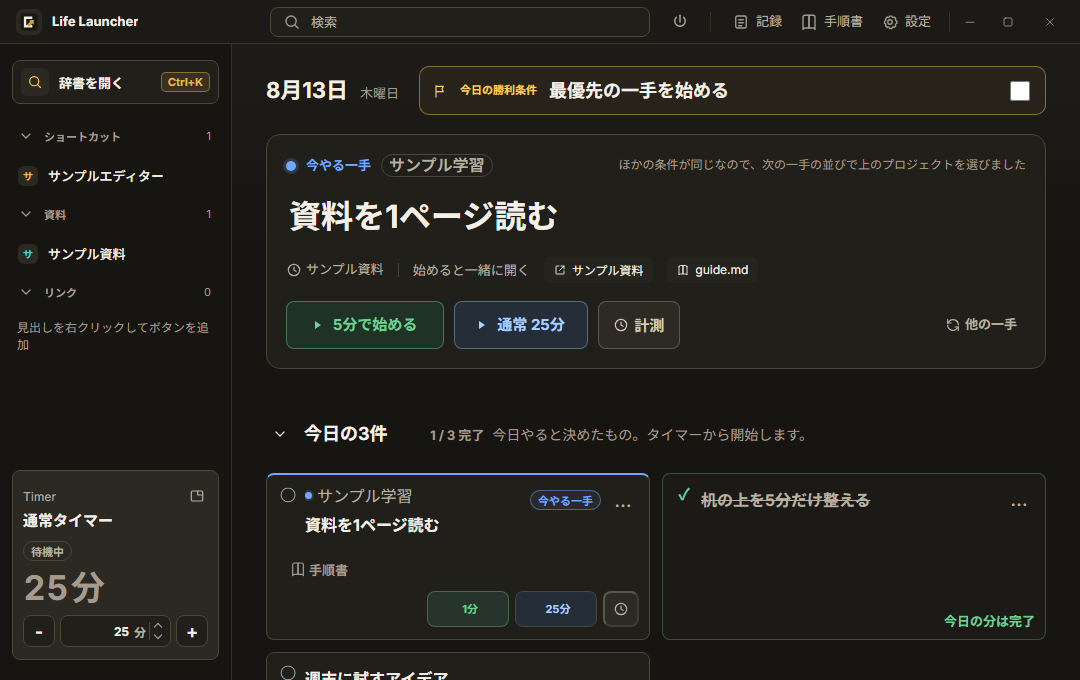 Life Launcher
検索
記録
手順書
設定
辞書を開く
Ctrl+K
ショートカット 1
サ サンプルエディター
資料 1
サ サンプル資料
リンク 0
見出しを右クリックしてボタンを追
加
Timer
通常タイマー
待機中
25分
- 25 分 +
8月13日 木曜日
今日の勝利条件 最優先の一手を始める
今やる一手 サンプル学習
ほかの条件が同じなので、次の一手の並びで上のプロジェクトを選びました
資料を1ページ読む
サンプル資料 始めると一緒に開く サンプル資料 guide.md
5分で始める 通常 25分 計測 他の一手
今日の3件 1 / 3 完了 今日やると決めたもの。タイマーから開始します。
サンプル学習 今やる一手 ...
資料を1ページ読む
手順書
1分 25分
机の上を5分だけ整える ...
今日の分は完了
週末に試すアイデア